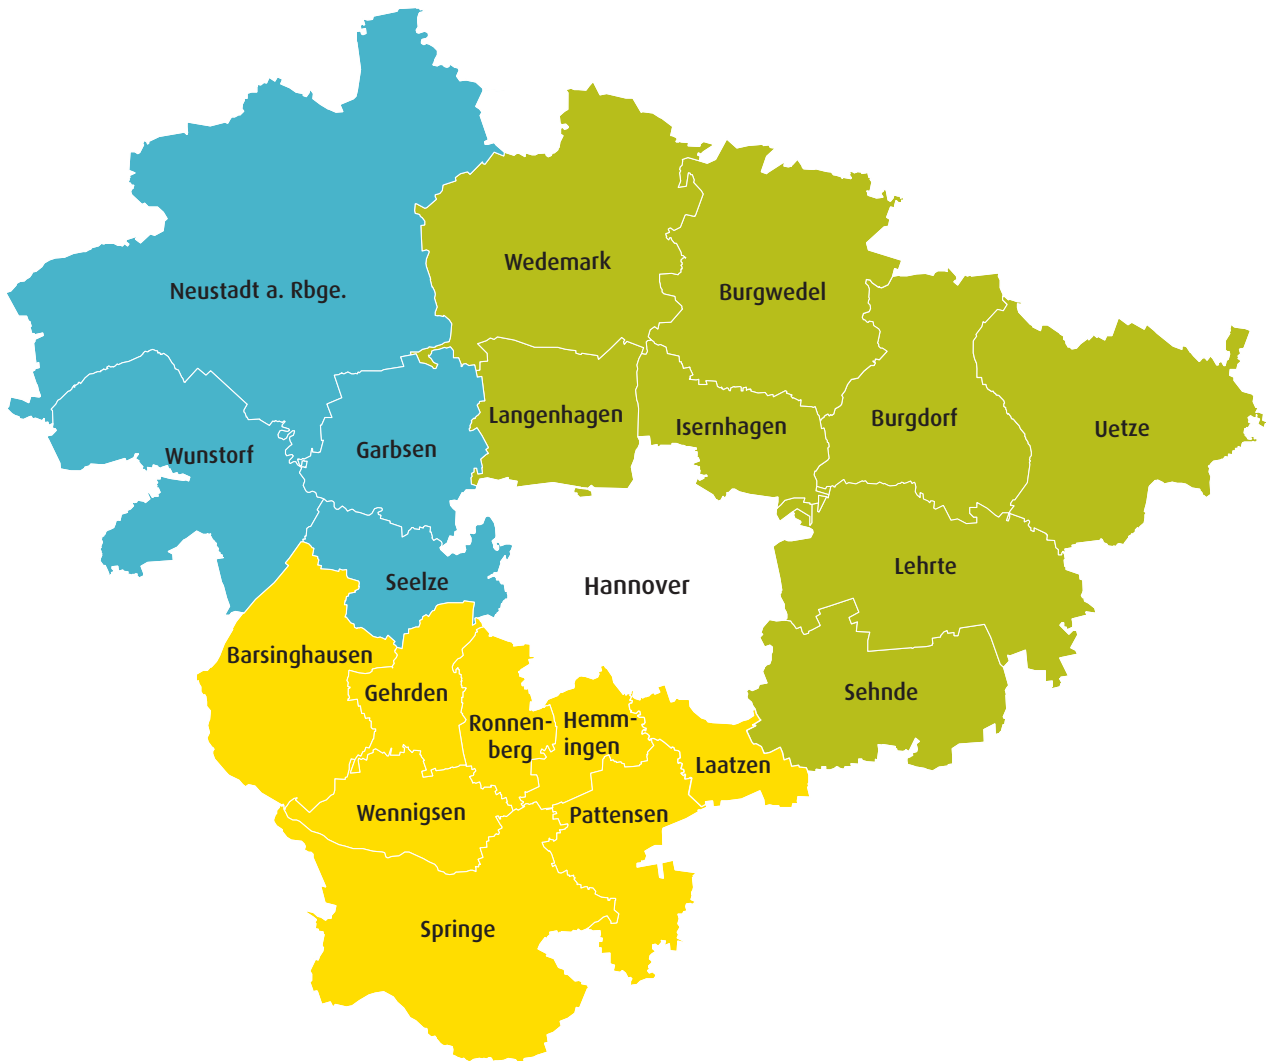 Wedemark
Neustadt a. Rbge.
Burgwedel
Langenhagen
Isernhagen
Burgdorf
Uetze
Wunstorf
Garbsen
Lehrte
Seelze
Hannover
Barsinghausen
Gehrden
Sehnde
Ronnen-
berg
Hemm-
ingen
Laatzen
Wennigsen
Pattensen
Springe